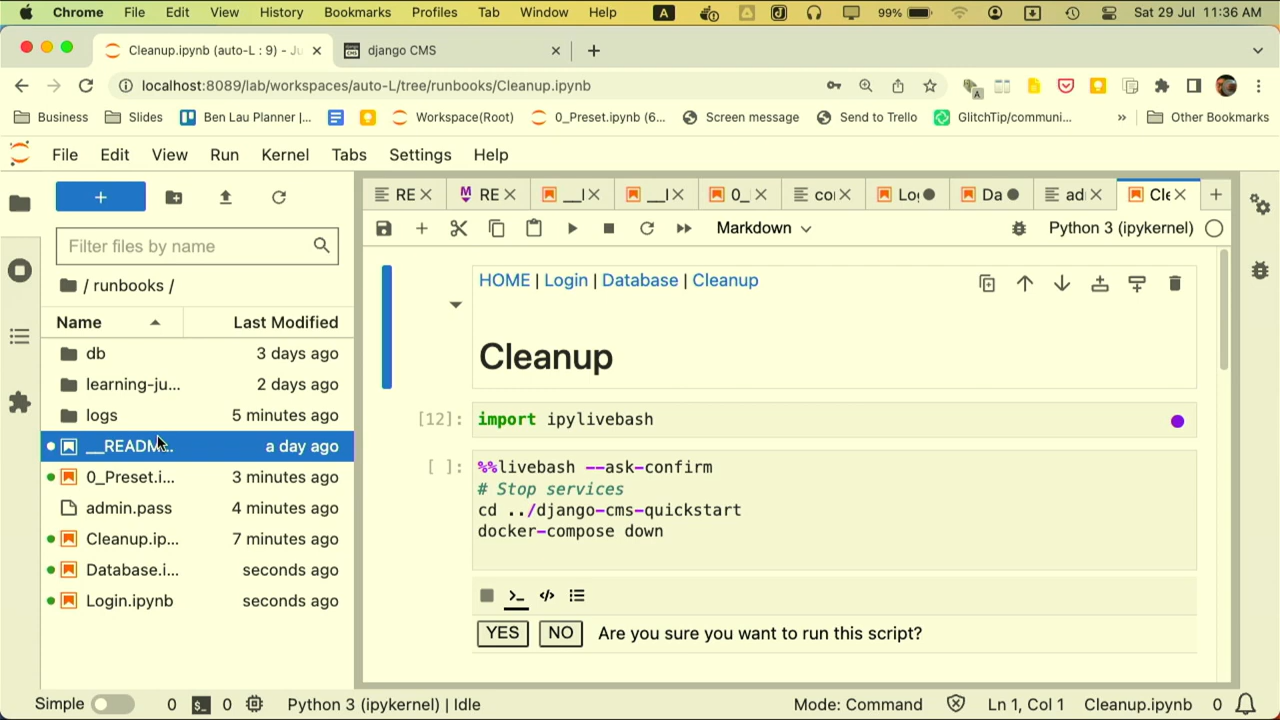 Chrome File Edit View History Bookmarks Profiles Tab Window Help A 99% Sat 29 Jul 11:36 AM
Cleanup.ipynb (auto-L : 9) - Ju django CMS
localhost:8089/lab/workspaces/auto-L/tree/runbooks/Cleanup.ipynb
Business Slides Ben Lau Planner |... Workspace(Root) 0_Preset.ipynb (6... Screen message Send to Trello GlitchTip/communi... » Other Bookmarks
File Edit View Run Kernel Tabs Settings Help
RE RE __I __I 0_ co Lo Da ad Cle
Filter files by name
Markdown Python 3 (ipykernel)
/ runbooks /
Name Last Modified
db 3 days ago
learning-ju... 2 days ago
logs 5 minutes ago
__READM... a day ago
0_Preset.i... 3 minutes ago
admin.pass 4 minutes ago
Cleanup.ip... 7 minutes ago
Database.i... seconds ago
Login.ipynb seconds ago
HOME | Login | Database | Cleanup
Cleanup
[12]: import ipylivebash
[ ]: %%livebash --ask-confirm
# Stop services
cd ../django-cms-quickstart
docker-compose down
YES NO Are you sure you want to run this script?
Simple 0 $_ 0 Python 3 (ipykernel) | Idle Mode: Command Ln 1, Col 1 Cleanup.ipynb 0